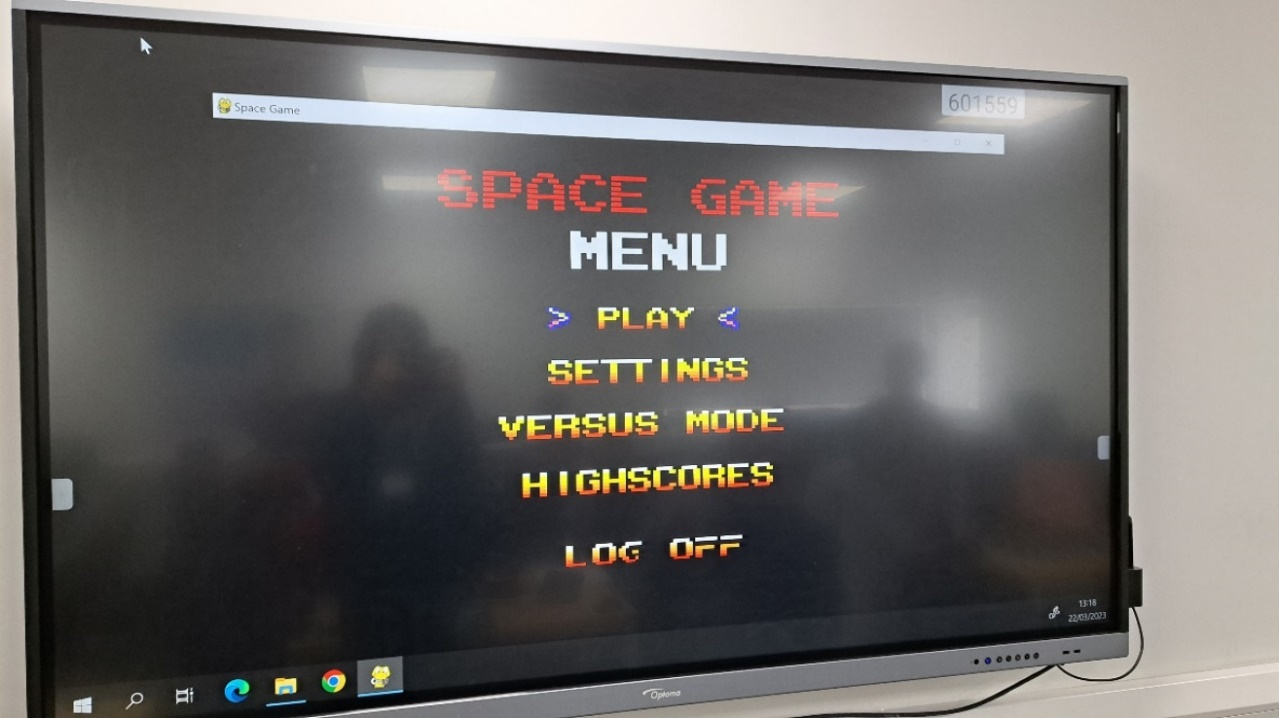 Space Game
601559
SPACE GAME
MENU
> PLAY <
SETTINGS
VERSUS MODE
HIGHSCORES
LOG OFF
13:18
22/03/2023
Optoma